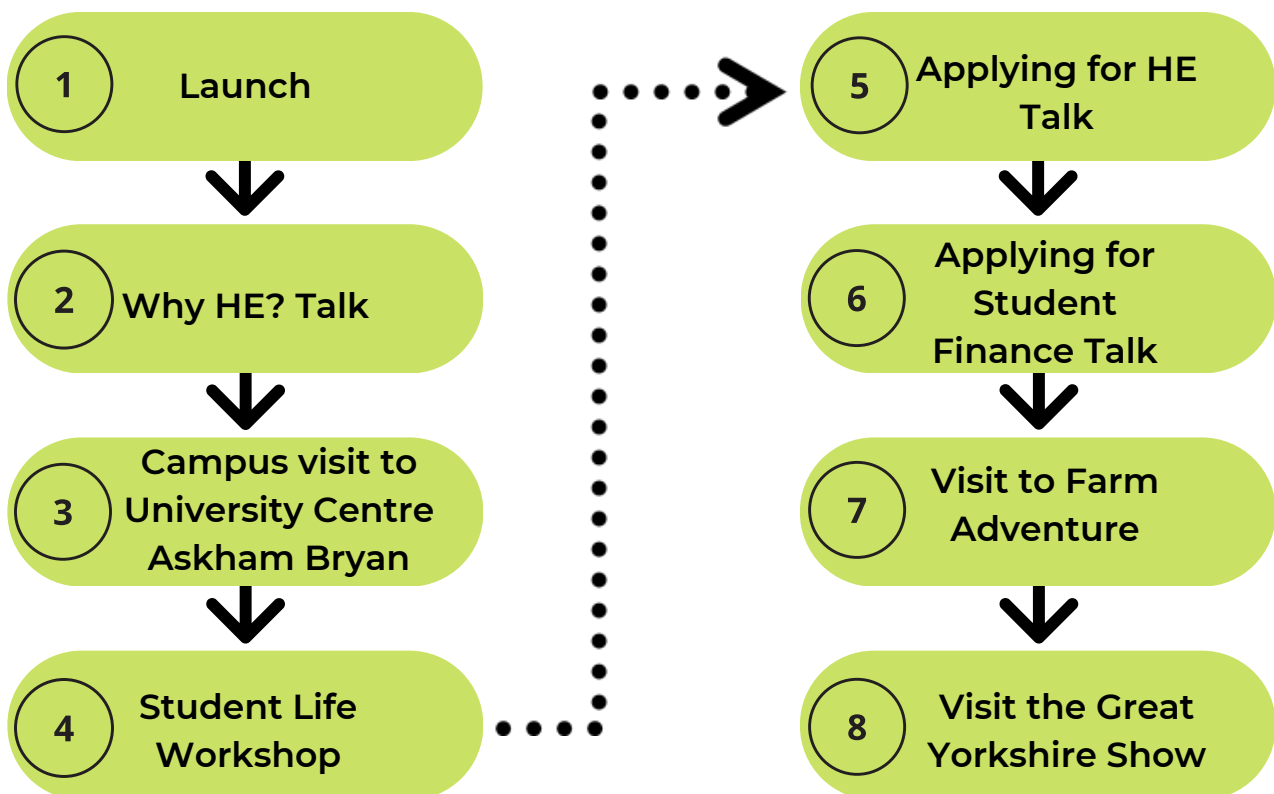 1
Launch
2
Why HE? Talk
3
Campus visit to
University Centre
Askham Bryan
4
Student Life
Workshop
5
Applying for HE
Talk
6
Applying for
Student
Finance Talk
7
Visit to Farm
Adventure
8
Visit the Great
Yorkshire Show